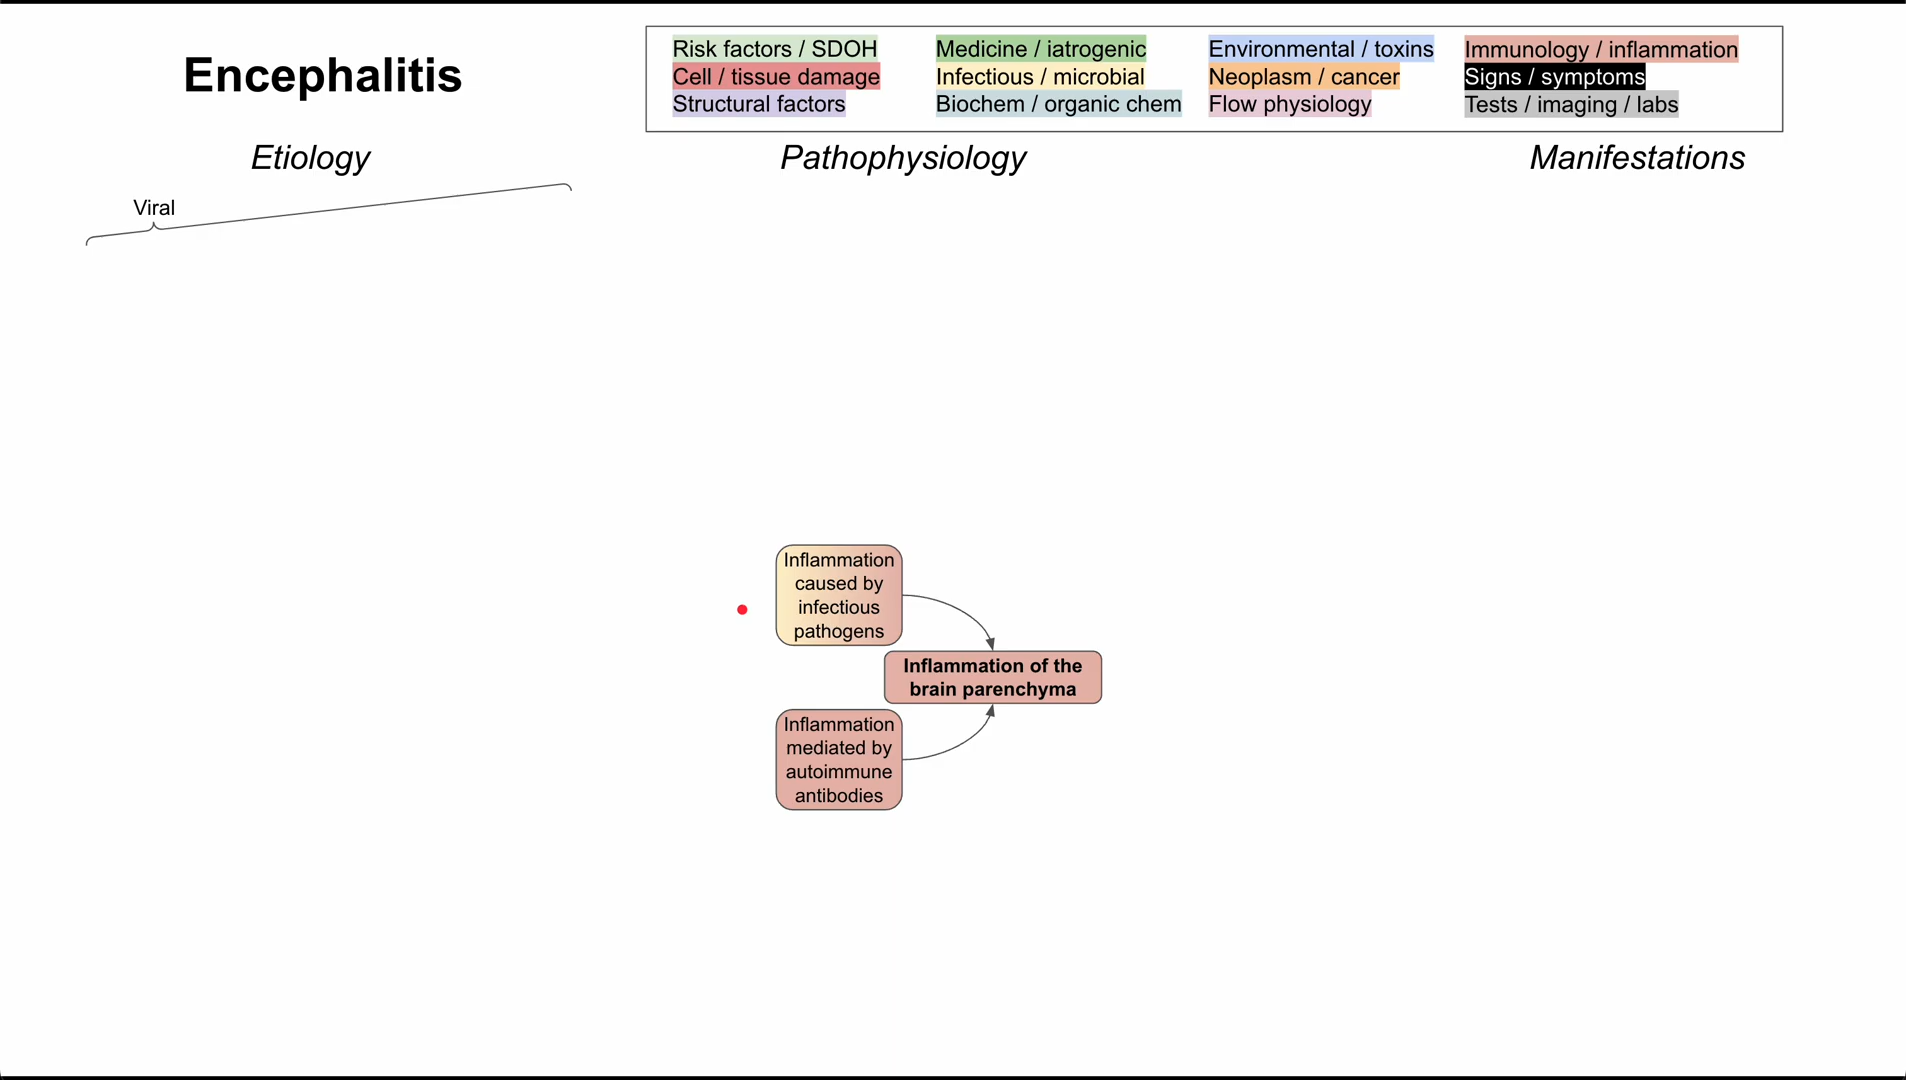 Encephalitis
Risk factors / SDOH
Cell / tissue damage
Structural factors
Medicine / iatrogenic
Infectious / microbial
Biochem / organic chem
Environmental / toxins
Neoplasm / cancer
Flow physiology
Immunology / inflammation
Signs / symptoms
Tests / imaging / labs
Etiology
Pathophysiology
Manifestations
Viral
Inflammation
caused by
infectious
pathogens
Inflammation of the
brain parenchyma
Inflammation
mediated by
autoimmune
antibodies